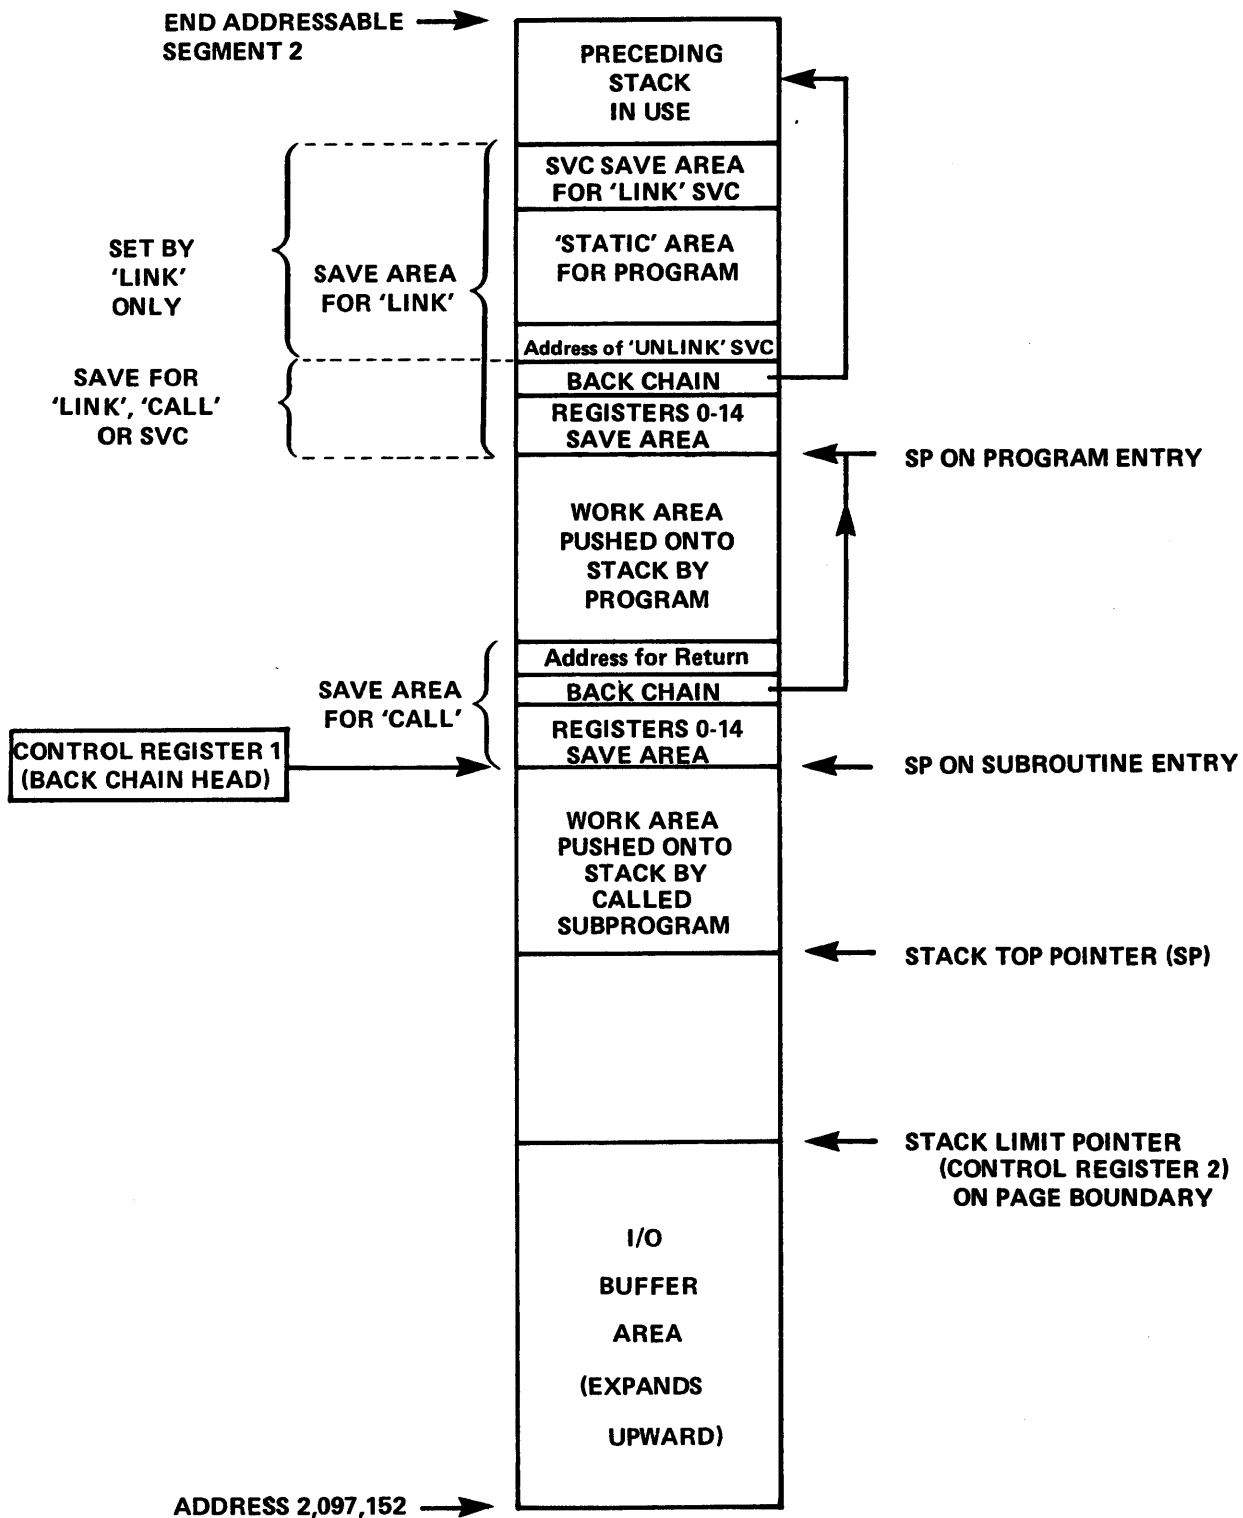 END ADDRESSABLE
SEGMENT 2
PRECEDING
STACK
IN USE
SVC SAVE AREA
FOR ‘LINK’ SVC
SET BY
‘LINK’
ONLY
SAVE AREA
FOR ‘LINK’
‘STATIC’ AREA
FOR PROGRAM
Address of ‘UNLINK’ SVC
SAVE FOR
‘LINK’, ‘CALL’
OR SVC
BACK CHAIN
REGISTERS 0-14
SAVE AREA
SP ON PROGRAM ENTRY
WORK AREA
PUSHED ONTO
STACK BY
PROGRAM
SAVE AREA
FOR ‘CALL’
Address for Return
BACK CHAIN
REGISTERS 0-14
SAVE AREA
CONTROL REGISTER 1
(BACK CHAIN HEAD)
SP ON SUBROUTINE ENTRY
WORK AREA
PUSHED ONTO
STACK BY
CALLED
SUBPROGRAM
STACK TOP POINTER (SP)
STACK LIMIT POINTER
(CONTROL REGISTER 2)
ON PAGE BOUNDARY
I/O
BUFFER
AREA
(EXPANDS
UPWARD)
ADDRESS 2,097,152